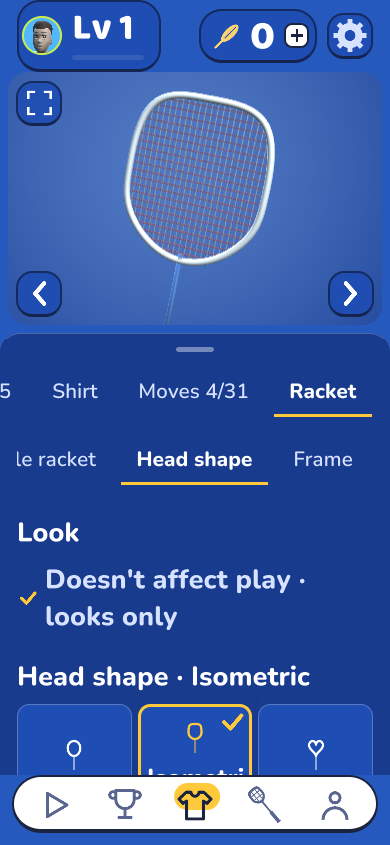 Lv 1
0
5 Shirt Moves 4/31 Racket
le racket Head shape Frame
Look
Doesn't affect play ·
looks only
Head shape · Isometric